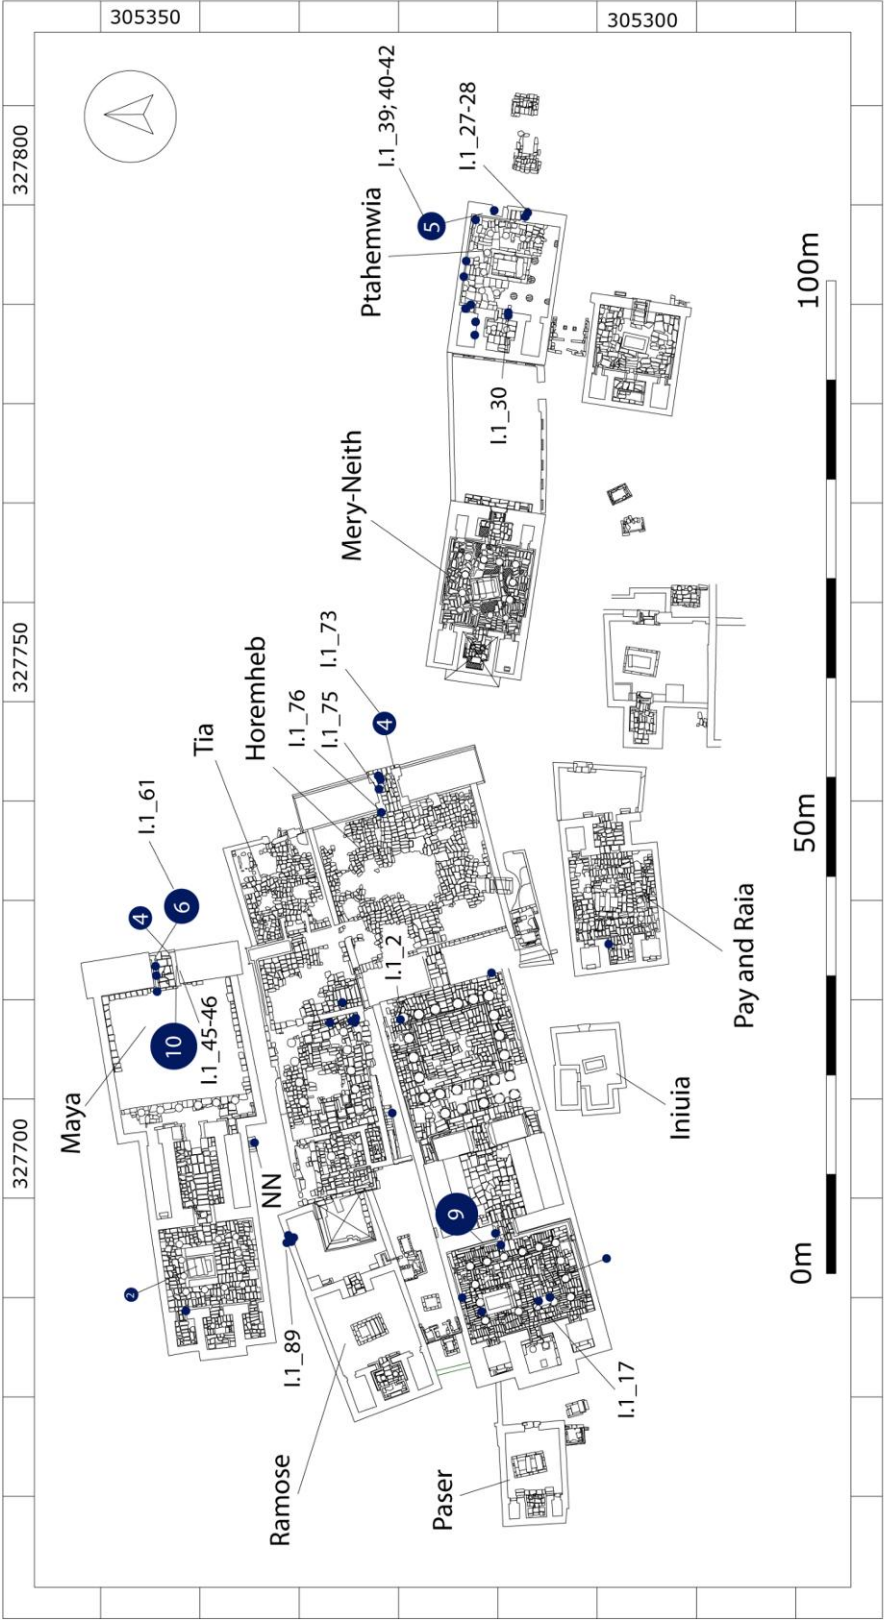 305350
305300
327800
327750
327700
I.1_39; 40-42
I.1_27-28
5
Ptahemwia
I.1_30
Mery-Neith
I.1_73
4
I.1_75
I.1_76
Horemheb
Tia
I.1_61
4
6
10
I.1_45-46
Maya
I.1_2
NN
2
9
I.1_89
I.1_17
Ramose
Paser
Iniuia
Pay and Raia
0m
50m
100m